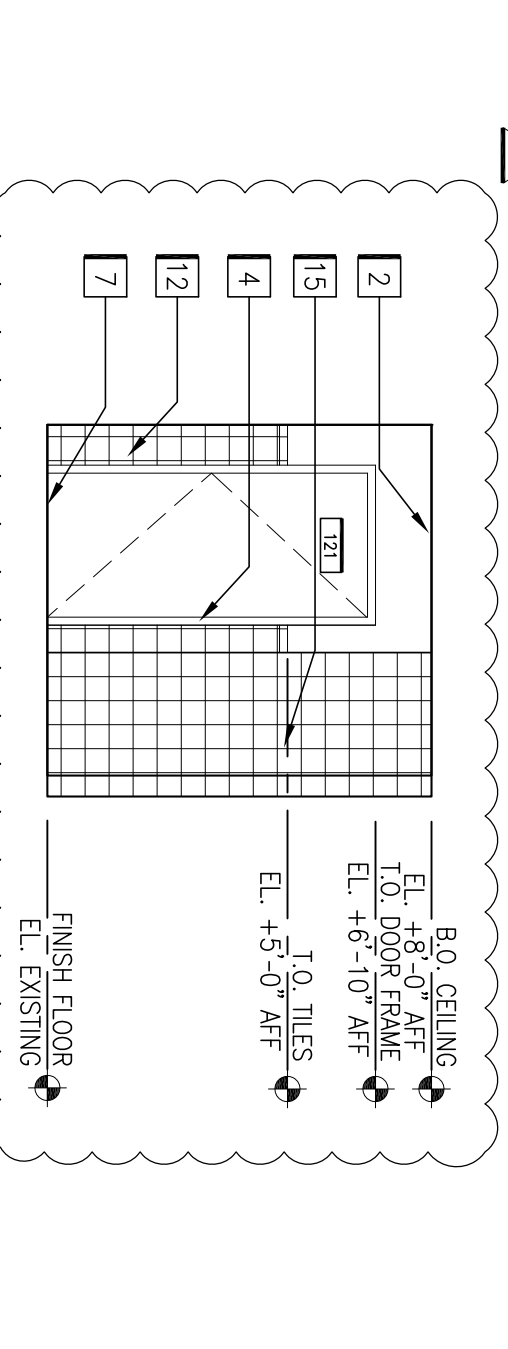 2
15
4
12
7
121
B.O. CEILING
EL. +8'-0" AFF
T.O. DOOR FRAME
EL. +6'-10" AFF
T.O. TILES
EL. +5'-0" AFF
FINISH FLOOR
EL. EXISTING